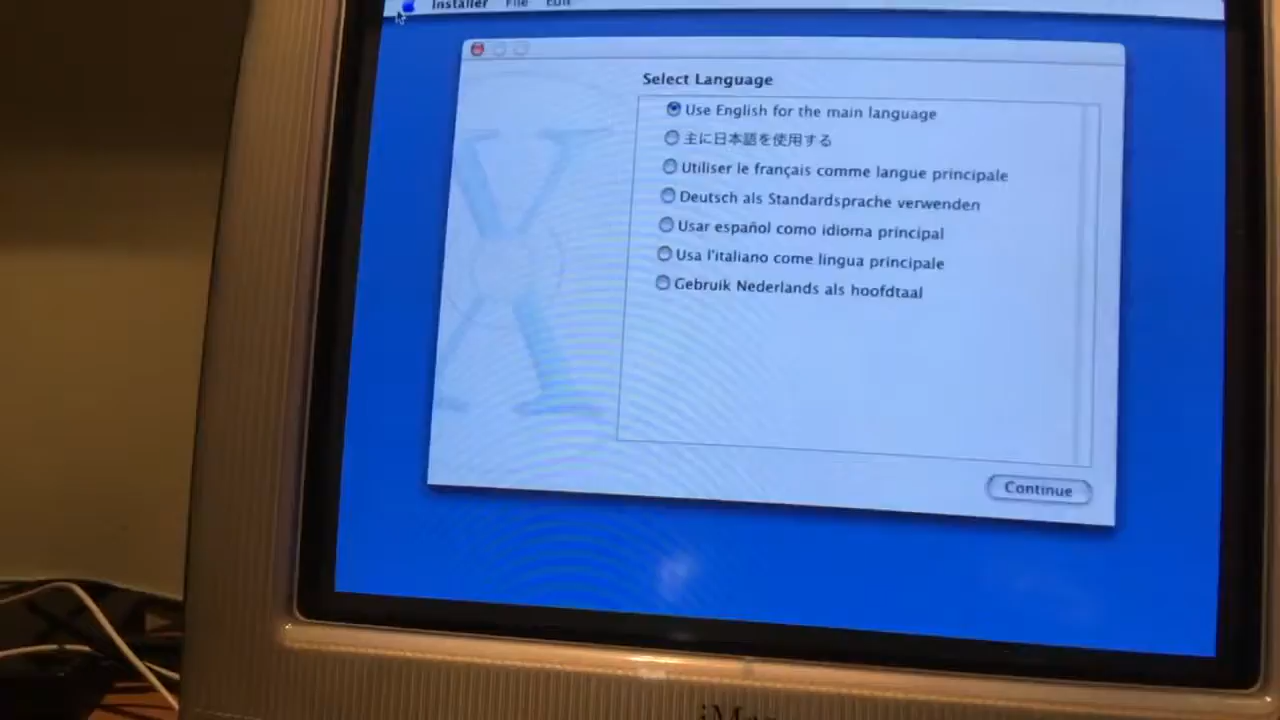 Installer File Edit
Select Language
Use English for the main language
主に日本語を使用する
Utiliser le français comme langue principale
Deutsch als Standardsprache verwenden
Usar español como idioma principal
Usa l'italiano come lingua principale
Gebruik Nederlands als hoofdtaal
Continue